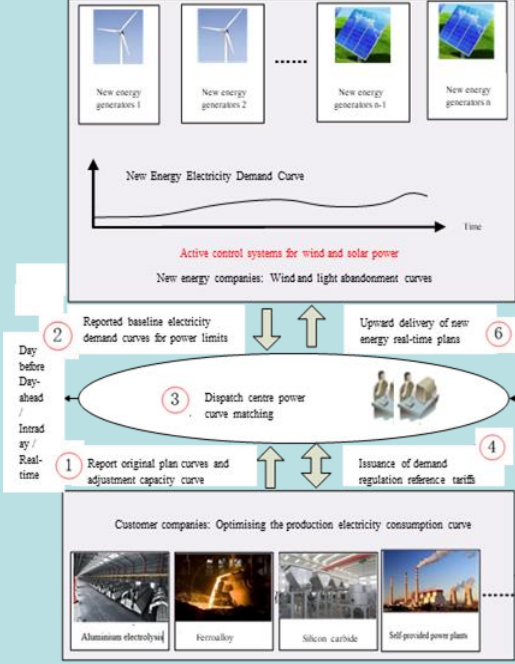 New energy
generators 1
New energy
generators 2
......
New energy
generators n-1
New energy
generators n
New Energy Electricity Demand Curve
Time
Active control systems for wind and solar power
New energy companies: Wind and light abandonment curves
2
Reported baseline electricity
demand curves for power limits
Upward delivery of new
energy real-time plans
6
Day
before
Day-
ahead
/
Intrad
ay /
Real-
time
3
Dispatch centre power
curve matching
1
Report original plan curves and
adjustment capacity curve
Issuance of demand
regulation reference tariffs
4
Customer companies: Optimising the production electricity consumption curve
Aluminium electrolysis
Ferroalloy
Silicon carbide
Self-provided power plants
......